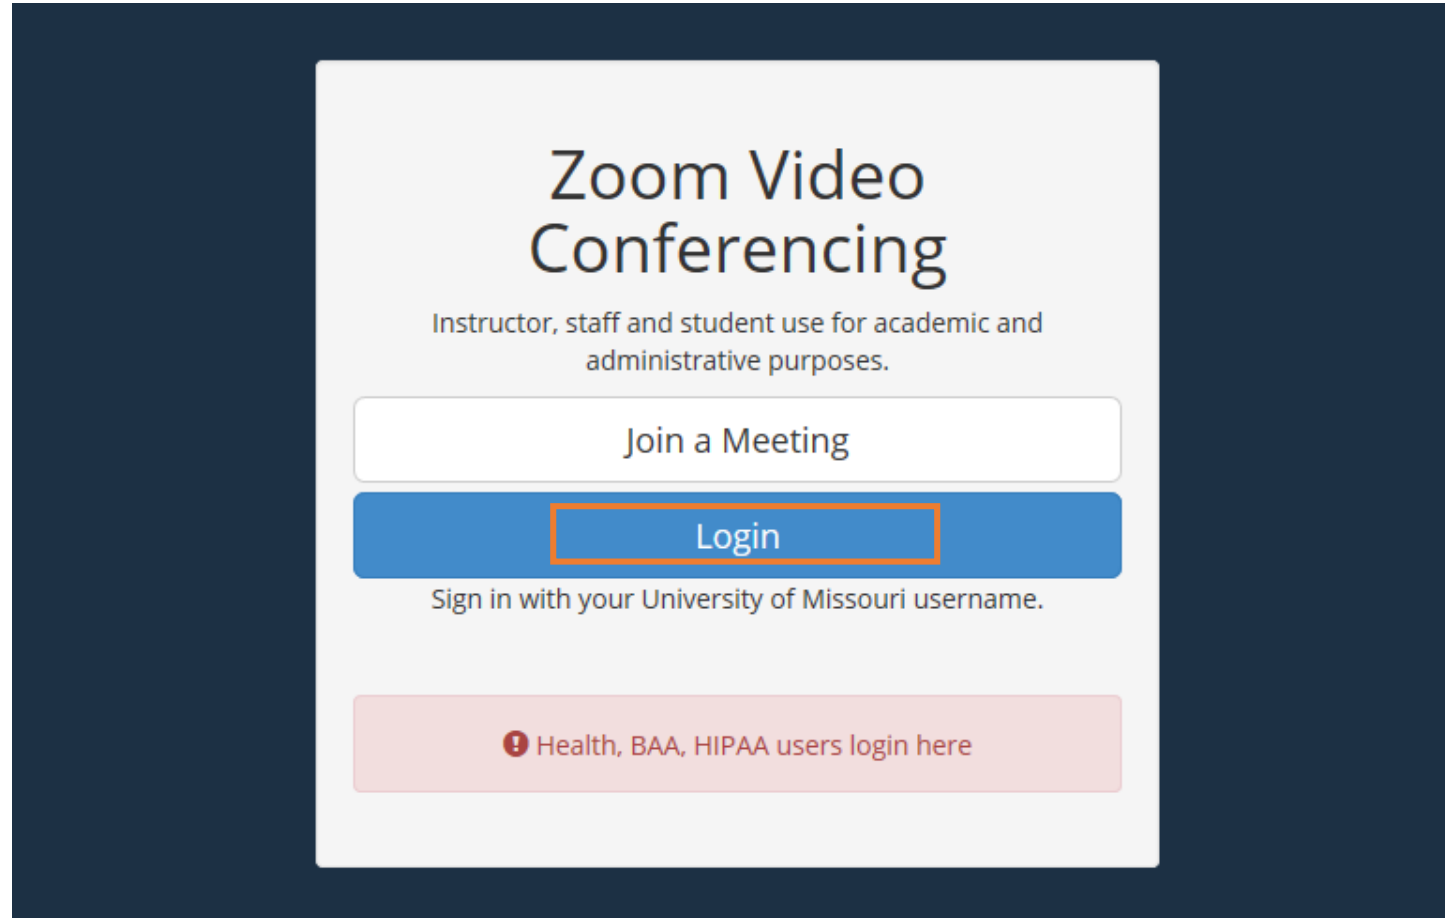 Zoom Video
Conferencing
Instructor, staff and student use for academic and
administrative purposes.
Join a Meeting
Login
Sign in with your University of Missouri username.
Health, BAA, HIPAA users login here